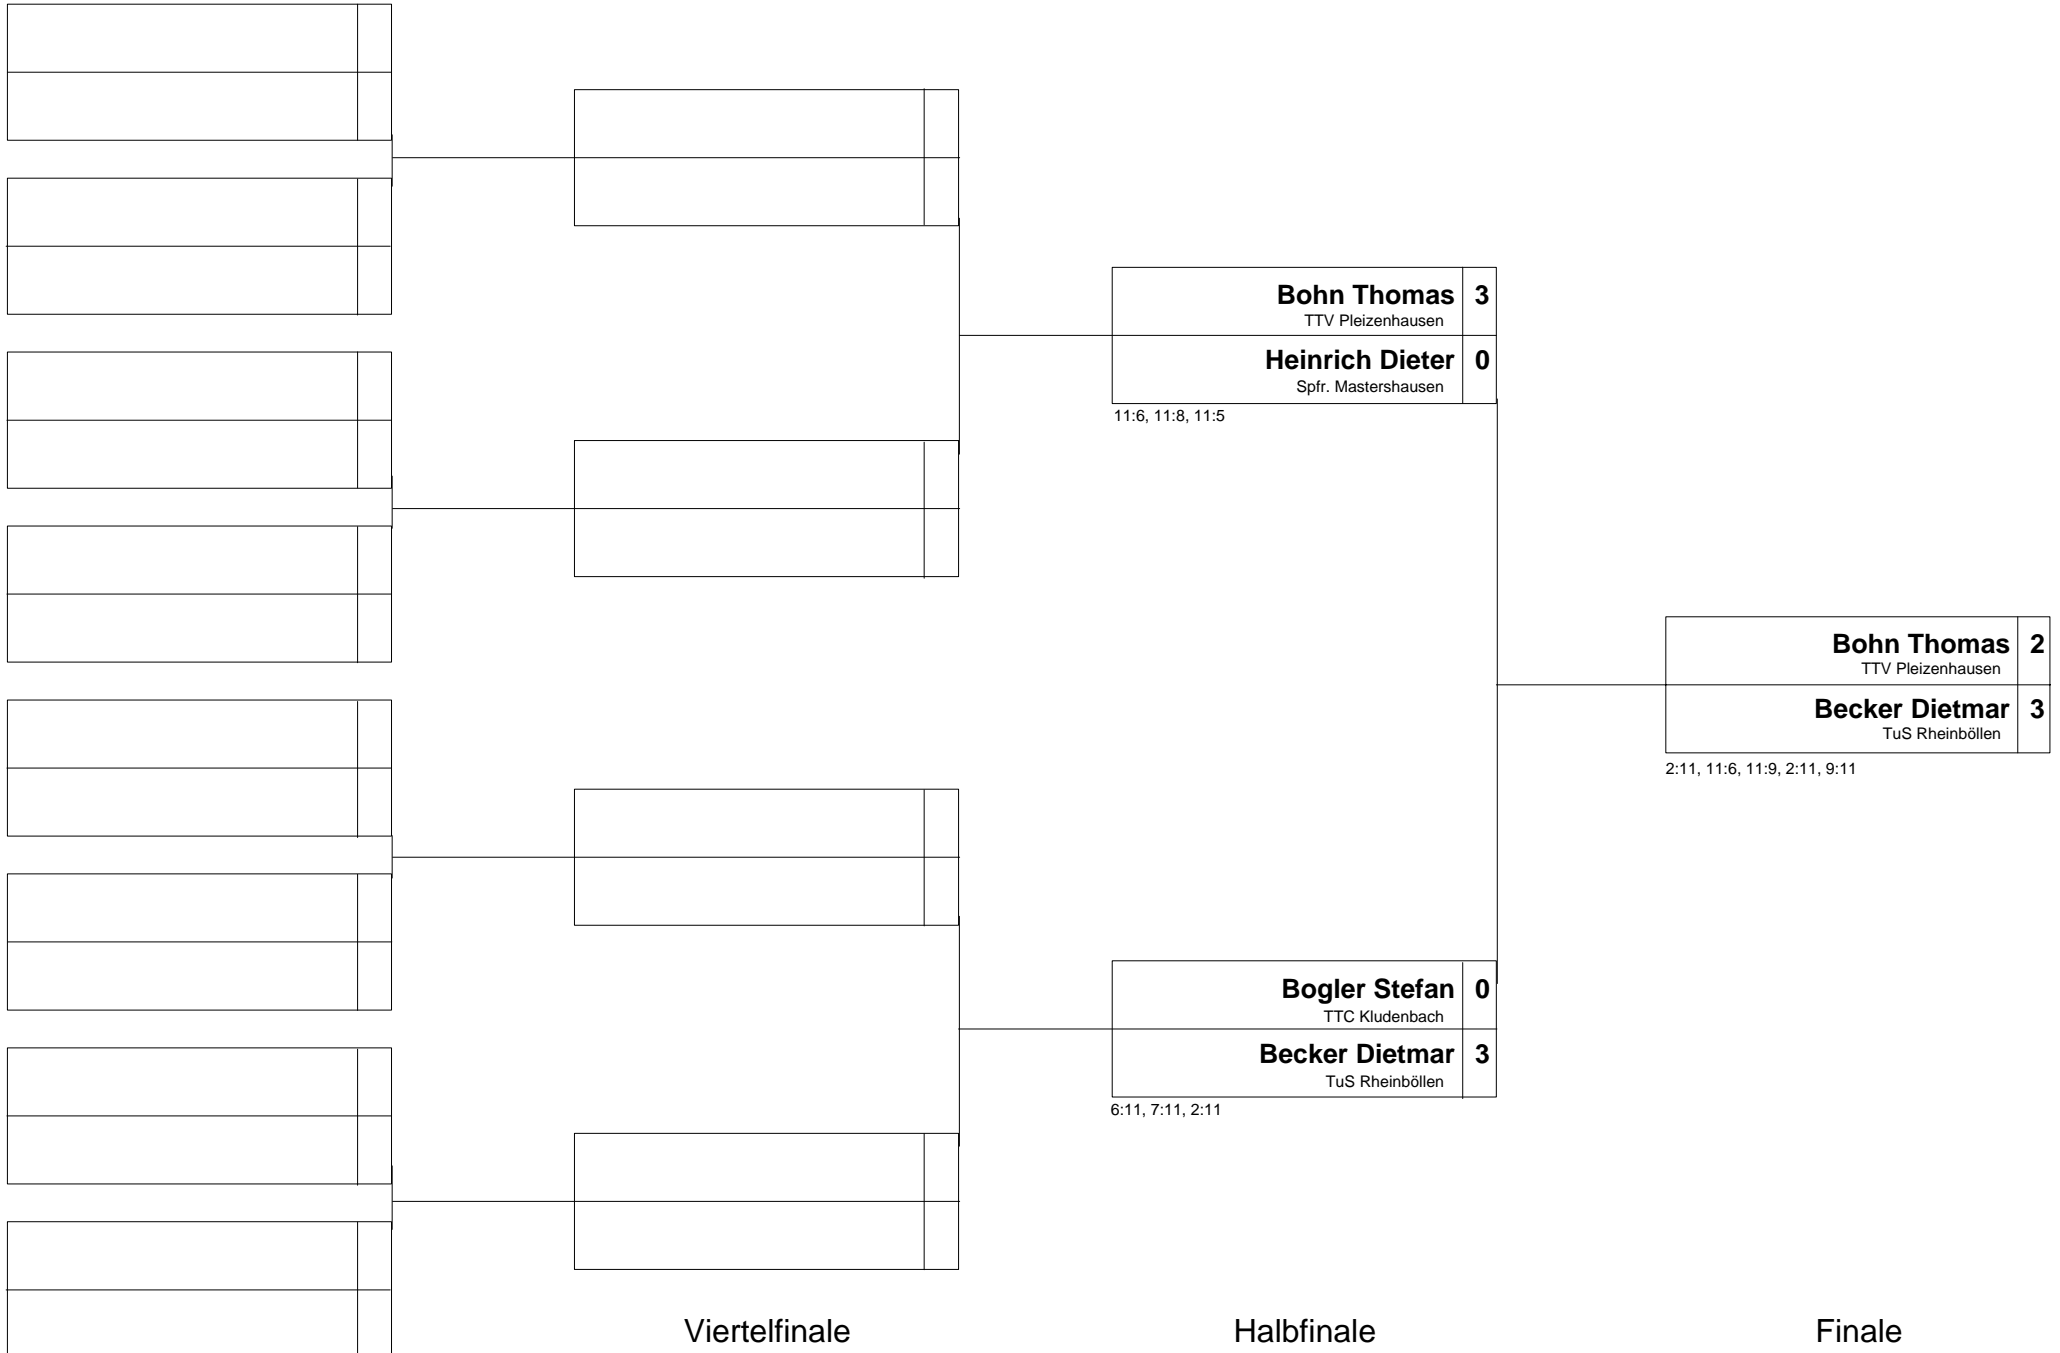 Bohn Thomas 3
TTV Pleizenhausen
Heinrich Dieter 0
Spfr. Mastershausen
11:6, 11:8, 11:5
Bohn Thomas 2
TTV Pleizenhausen
Becker Dietmar 3
TuS Rheinböllen
2:11, 11:6, 11:9, 2:11, 9:11
Bogler Stefan 0
TTC Kludenbach
Becker Dietmar 3
TuS Rheinböllen
6:11, 7:11, 2:11
Viertelfinale Halbfinale Finale